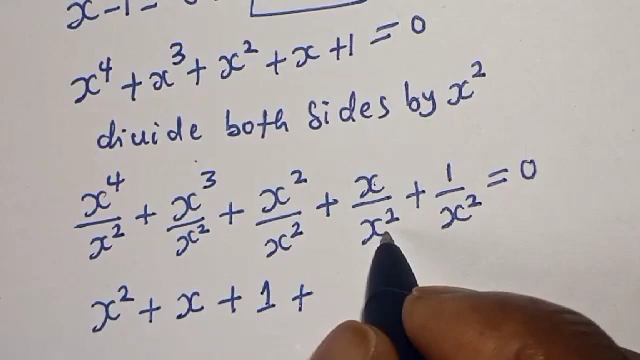 x - 1 =
x⁴ + x³ + x² + x + 1 = 0
divide both sides by x²
x⁴/x² + x³/x² + x²/x² + x/x² + 1/x² = 0
x² + x + 1 +